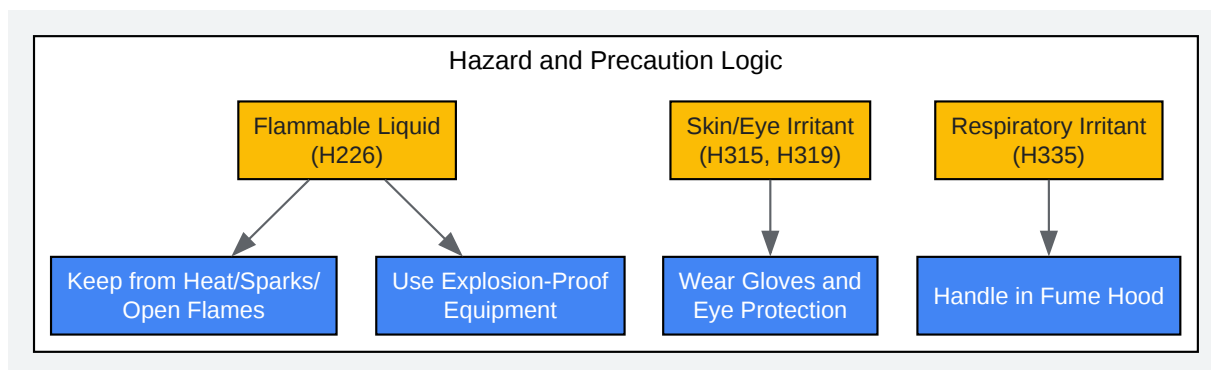 Hazard and Precaution Logic
Flammable Liquid
(H226)
Skin/Eye Irritant
(H315, H319)
Respiratory Irritant
(H335)
Keep from Heat/Sparks/
Open Flames
Use Explosion-Proof
Equipment
Wear Gloves and
Eye Protection
Handle in Fume Hood